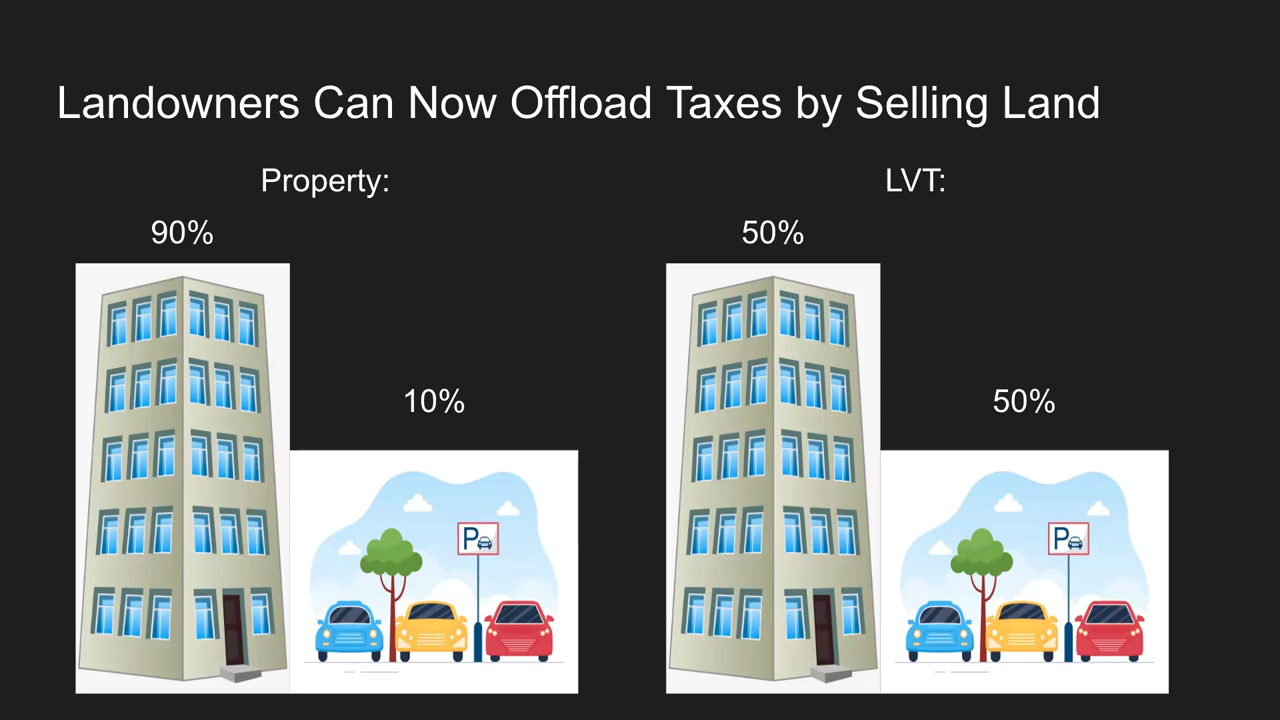 Landowners Can Now Offload Taxes by Selling Land
Property:
LVT:
90%
50%
10%
50%
P
P